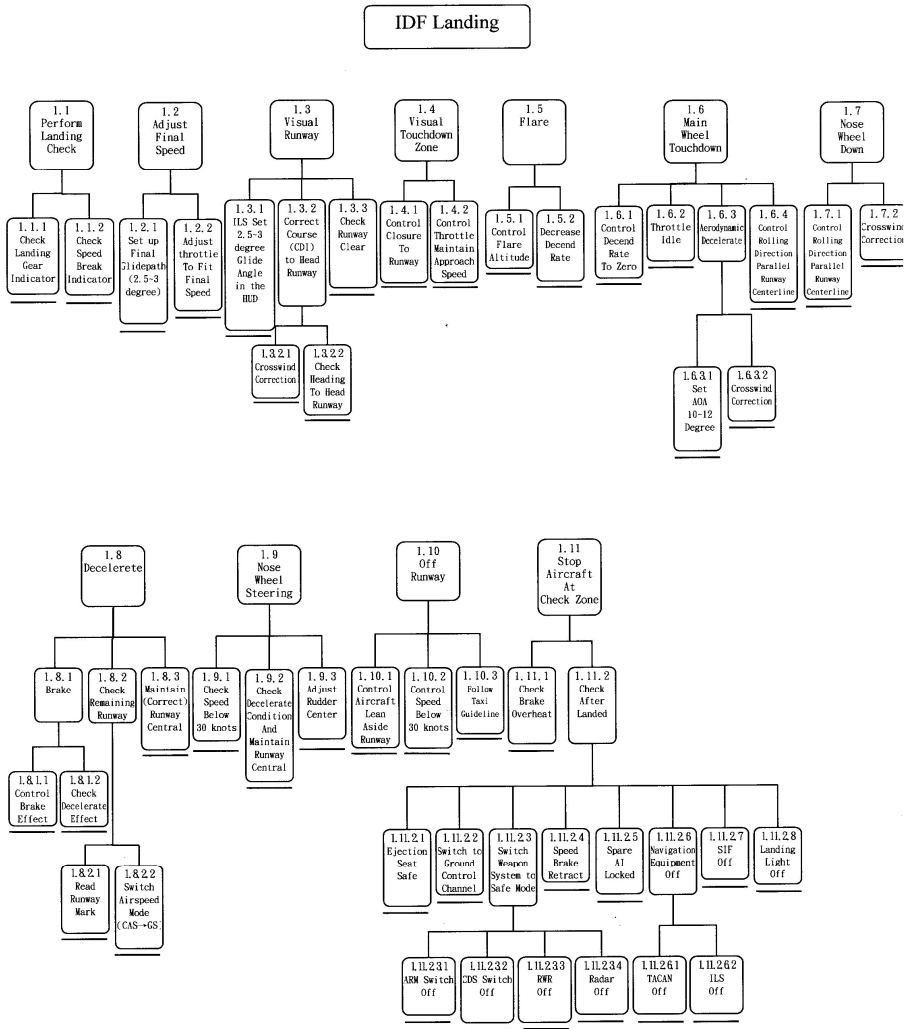 IDF Landing
1.1
Perform
Landing
Check
1.2
Adjust
Final
Speed
1.3
Visual
Runway
1.4
Visual
Touchdown
Zone
1.5
Flare
1.6
Main
Wheel
Touchdown
1.7
Nose
Wheel
Down
1.1.1
Check
Landing
Gear
Indicator
1.1.2
Check
Speed
Break
Indicator
1.2.1
Set up
Final
Glidepath
(2.5-3
degree)
1.2.2
Adjust
throttle
To Fit
Final
Speed
1.3.1
ILS Set
2.5-3
degree
Glide
Angle
in the
HUD
1.3.2
Correct
Course
(CDI) to
Head
Runway
1.3.3
Check
Runway
Clear
1.4.1
Control
Closure
To
Runway
1.4.2
Control
Throttle
Maintain
Approach
Speed
1.5.1
Control
Flare
Altitude
1.5.2
Decrease
Decend
Rate
1.6.1
Control
Decend
Rate
To Zero
1.6.2
Throttle
Idle
1.6.3
Aerodynamic
Decelerate
1.6.4
Control
Rolling
Direction
Parallel
Runway
Centerline
1.7.1
Control
Rolling
Direction
Parallel
Runway
Centerline
1.7.2
Crosswind
Correction
1.3.2.1
Crosswind
Correction
1.3.2.2
Check
Heading
To Head
Runway
1.6.3.1
Set
AOA
10-12
Degree
1.6.3.2
Crosswind
Correction
1.8
Decelerete
1.9
Nose
Wheel
Steering
1.10
Off
Runway
1.11
Stop
Aircraft
At
Check Zone
1.8.1
Brake
1.8.2
Check
Remaining
Runway
1.8.3
Maintain
(Correct)
Runway
Central
1.9.1
Check
Speed
Below
30 knots
1.9.2
Check
Decelerate
Condition
And
Maintain
Runway
Central
1.9.3
Adjust
Rudder
Center
1.10.1
Control
Aircraft
Lean
Aside
Runway
1.10.2
Control
Speed
Below
30 knots
1.10.3
Follow
Taxi
Guideline
1.11.1
Check
Brake
Overheat
1.11.2
Check
After
Landed
1.8.1.1
Control
Brake
Effect
1.8.1.2
Check
Decelerate
Effect
1.8.2.1
Read
Runway
Mark
1.8.2.2
Switch
Airspeed
Mode
(CAS→GS)
1.11.2.1
Ejection
Seat
Safe
1.11.2.2
Switch to
Ground
Control
Channel
1.11.2.3
Switch
Weapon
System to
Safe Mode
1.11.2.4
Speed
Brake
Retract
1.11.2.5
Spare
AI
Locked
1.11.2.6
Navigation
Equipment
Off
1.11.2.7
SIF
Off
1.11.2.8
Landing
Light
Off
1.11.2.3.1
ARM Switch
Off
1.11.2.3.2
CDS Switch
Off
1.11.2.3.3
RWR
Off
1.11.2.3.4
Radar
Off
1.11.2.6.1
TACAN
Off
1.11.2.6.2
ILS
Off